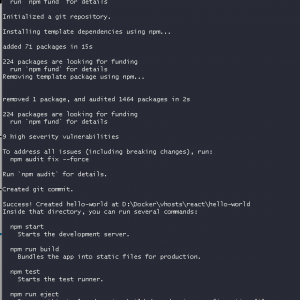 run `npm fund` for details
Initialized a git repository.
Installing template dependencies using npm...
added 71 packages in 15s
224 packages are looking for funding
run `npm fund` for details
Removing template package using npm...
removed 1 package, and audited 1464 packages in 2s
224 packages are looking for funding
run `npm fund` for details
9 high severity vulnerabilities
To address all issues (including breaking changes), run:
npm audit fix --force
Run `npm audit` for details.
Created git commit.
Success! Created hello-world at D:\Docker\vhosts\react\hello-world
Inside that directory, you can run several commands:
npm start
Starts the development server.
npm run build
Bundles the app into static files for production.
npm test
Starts the test runner.
npm run eject